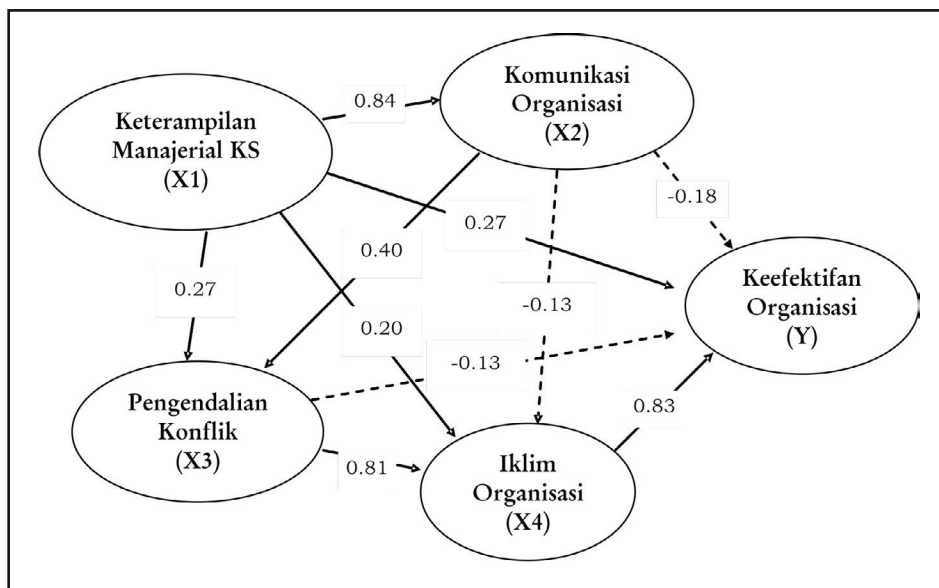 Komunikasi
Organisasi
(X2)
0.84
Keterampilan
Manajerial KS
(X1)
-0.18
0.27
0.40
Keefektifan
Organisasi
(Y)
0.27
-0.13
0.20
-0.13
Pengendalian
Konflik
(X3)
0.83
0.81
Iklim
Organisasi
(X4)